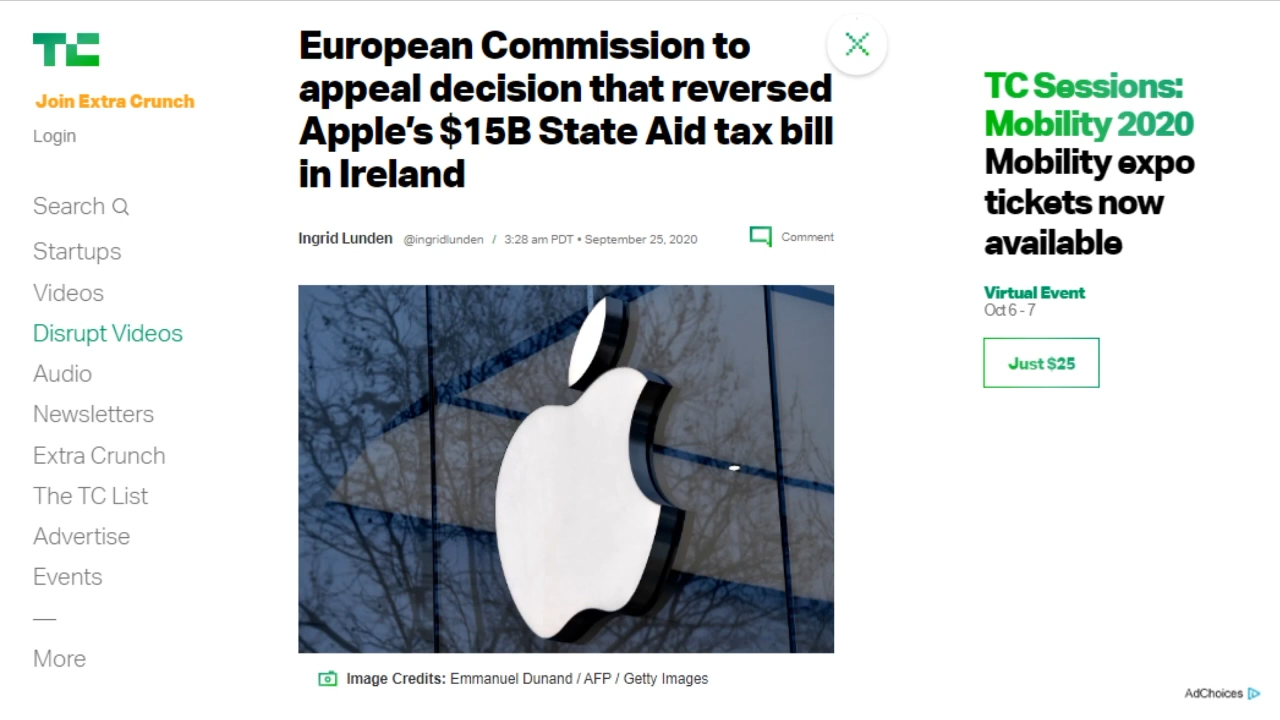 TC
Join Extra Crunch
Login
Search
Startups
Videos
Disrupt Videos
Audio
Newsletters
Extra Crunch
The TC List
Advertise
Events
—
More
European Commission to
appeal decision that reversed
Apple’s $15B State Aid tax bill
in Ireland
Ingrid Lunden @ingridlunden / 3:28 am PDT • September 25, 2020
Comment
Image Credits: Emmanuel Dunand / AFP / Getty Images
TC Sessions:
Mobility 2020
Mobility expo
tickets now
available
Virtual Event
Oct 6 - 7
Just $25
AdChoices